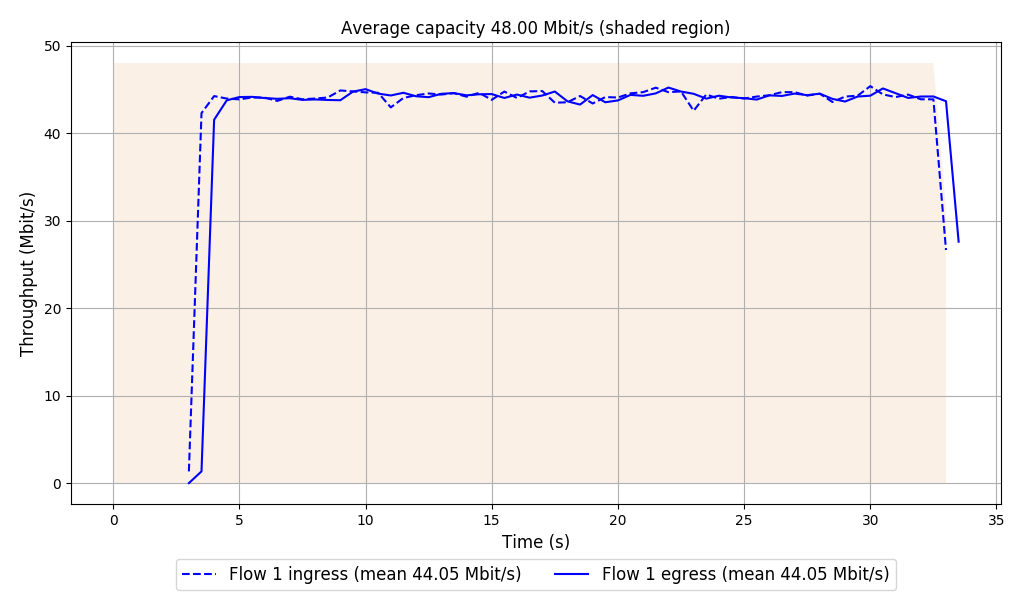 Average capacity 48.00 Mbit/s (shaded region)
Throughput (Mbit/s)
50
40
30
20
10
0
0 5 10 15 20 25 30 35
Time (s)
Flow 1 ingress (mean 44.05 Mbit/s) Flow 1 egress (mean 44.05 Mbit/s)